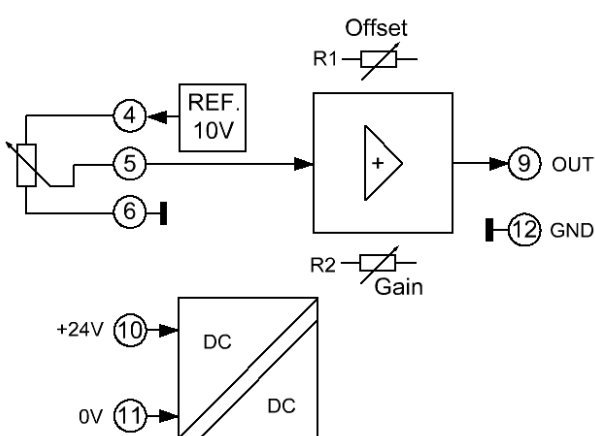 Offset
R1
REF.
10V
4
5
6
+
9 OUT
12 GND
R2
Gain
+24V 10
DC
0V 11
DC